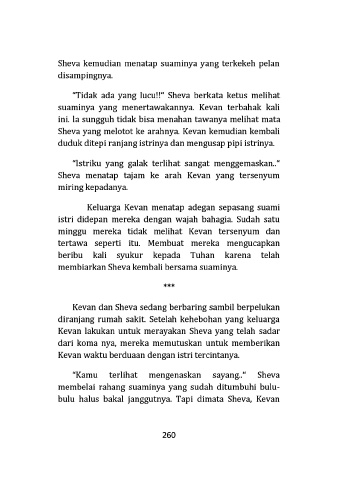 Sheva kemudian menatap suaminya yang terkekeh pelan
disampingnya.
"Tidak ada yang lucu!!" Sheva berkata ketus melihat
suaminya yang menertawakannya. Kevan terbahak kali
ini. Ia sungguh tidak bisa menahan tawanya melihat mata
Sheva yang melotot ke arahnya. Kevan kemudian kembali
duduk ditepi ranjang istrinya dan mengusap pipi istrinya.
"Istriku yang galak terlihat sangat menggemaskan.."
Sheva menatap tajam ke arah Kevan yang tersenyum
miring kepadanya.
Keluarga Kevan menatap adegan sepasang suami
istri didepan mereka dengan wajah bahagia. Sudah satu
minggu mereka tidak melihat Kevan tersenyum dan
tertawa seperti itu. Membuat mereka mengucapkan
beribu kali syukur kepada Tuhan karena telah
membiarkan Sheva kembali bersama suaminya.
***
Kevan dan Sheva sedang berbaring sambil berpelukan
diranjang rumah sakit. Setelah kehebohan yang keluarga
Kevan lakukan untuk merayakan Sheva yang telah sadar
dari koma nya, mereka memutuskan untuk memberikan
Kevan waktu berduaan dengan istri tercintanya.
"Kamu terlihat mengenaskan sayang.." Sheva
membelai rahang suaminya yang sudah ditumbuhi bulu-
bulu halus bakal janggutnya. Tapi dimata Sheva, Kevan
260